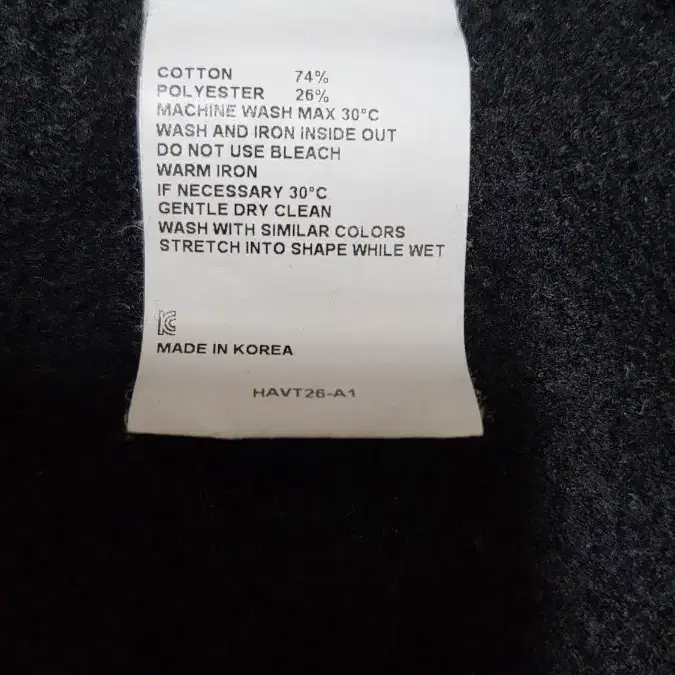 COTTON 74%
POLYESTER 26%
MACHINE WASH MAX 30°C
WASH AND IRON INSIDE OUT
DO NOT USE BLEACH
WARM IRON
IF NECESSARY 30°C
GENTLE DRY CLEAN
WASH WITH SIMILAR COLORS
STRETCH INTO SHAPE WHILE WET
KC
MADE IN KOREA
HAVT26-A1